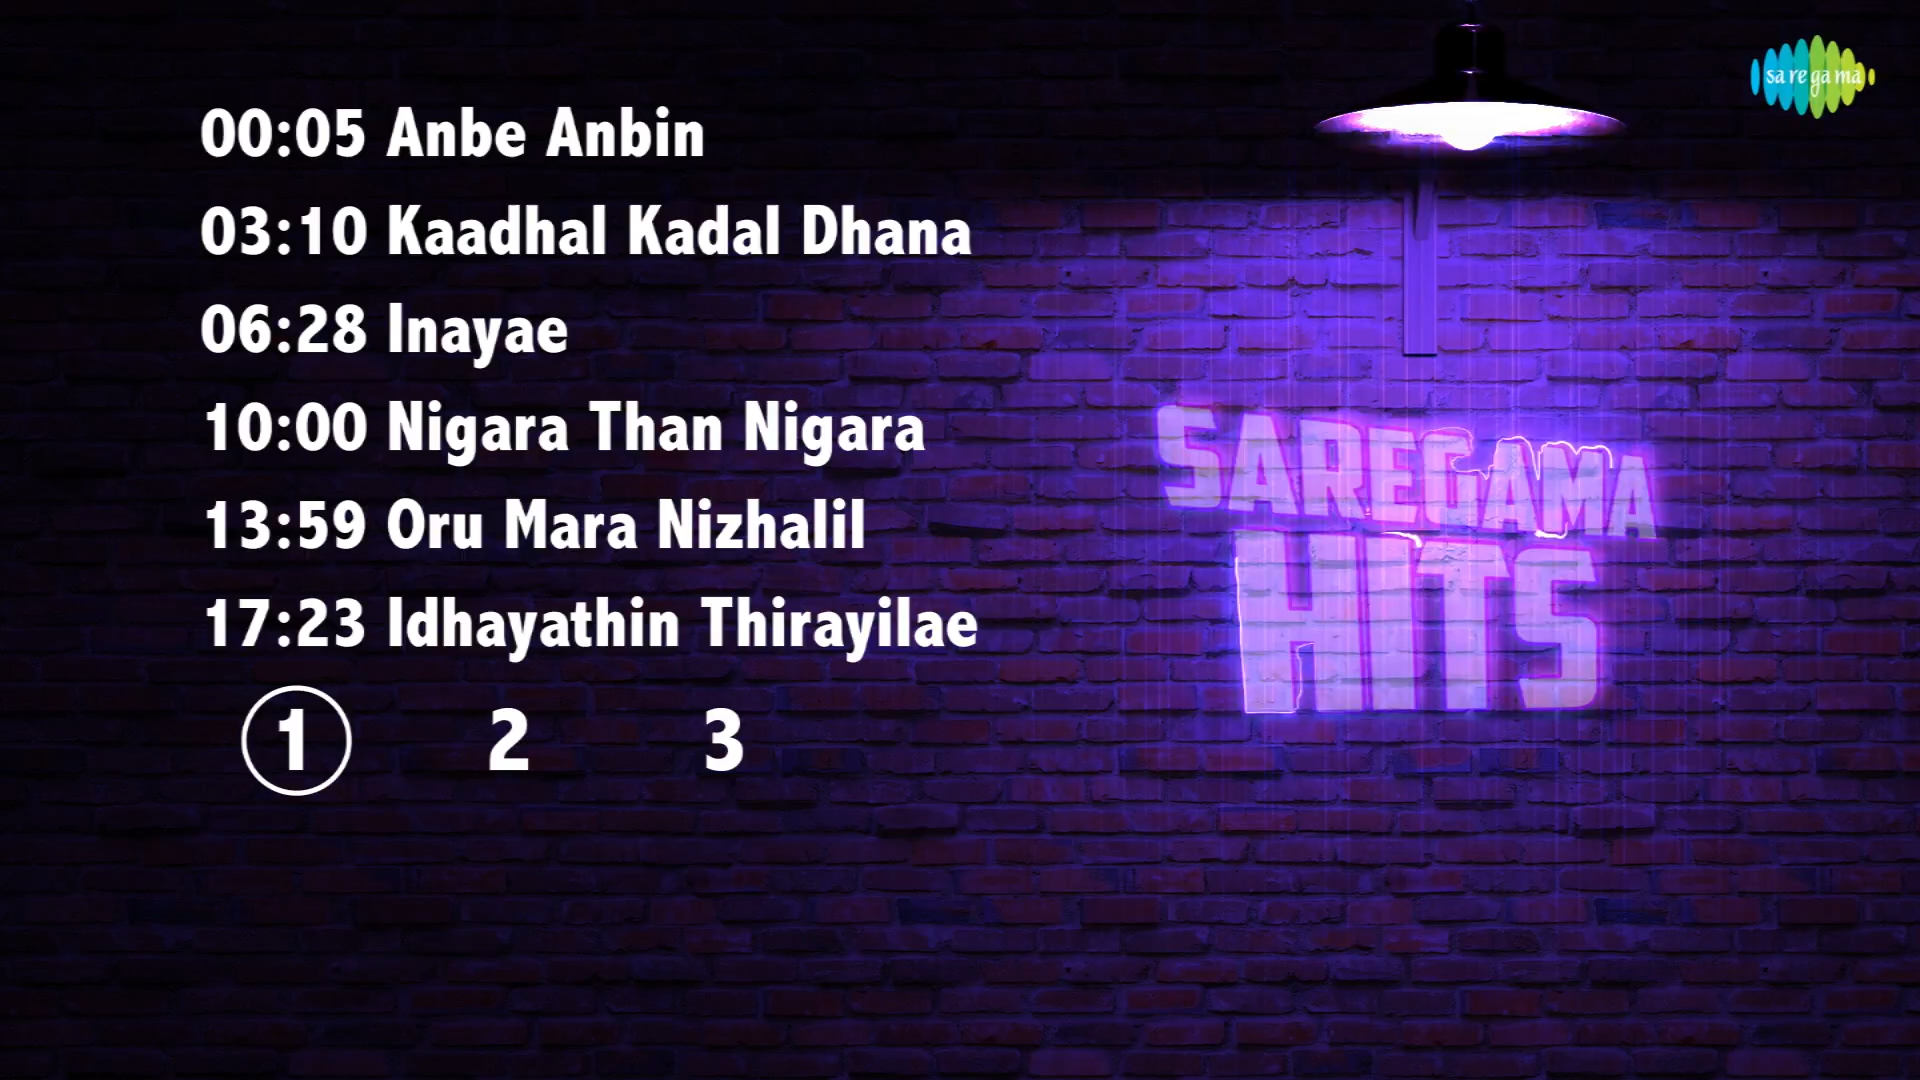 sa re ga ma
00:05 Anbe Anbin
03:10 Kaadhal Kadal Dhana
06:28 Inayae
10:00 Nigara Than Nigara
13:59 Oru Mara Nizhalil
17:23 Idhayathin Thirayilae
1 2 3
SAREGAMA
HITS